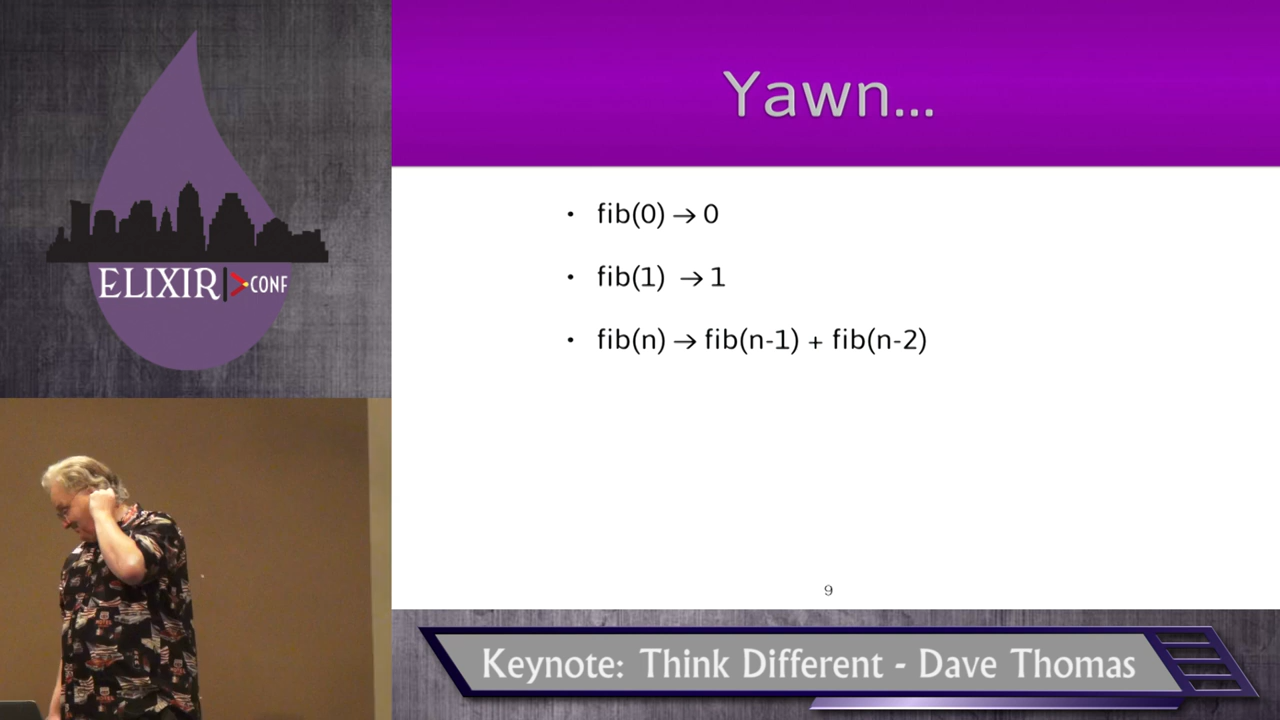 Yawn...
• fib(0) → 0
• fib(1) → 1
• fib(n) → fib(n-1) + fib(n-2)
9
ELIXIR CONF
Keynote: Think Different - Dave Thomas